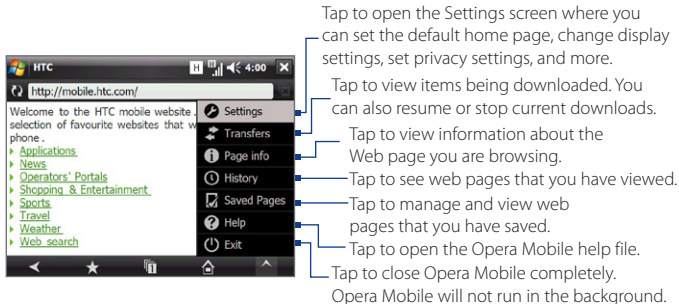 Tap to open the Settings screen where you
can set the default home page, change display
settings, set privacy settings, and more.
HTC
H
4:00
http://mobile.htc.com/
Welcome to the HTC mobile website .
selection of favourite websites that w
phone .
Applications
News
Operators' Portals
Shopping & Entertainment
Sports
Travel
Weather
Web search
Settings
Transfers
Page info
History
Saved Pages
Help
Exit
Tap to view items being downloaded. You
can also resume or stop current downloads.
Tap to view information about the
Web page you are browsing.
Tap to see web pages that you have viewed.
Tap to manage and view web
pages that you have saved.
Tap to open the Opera Mobile help file.
Tap to close Opera Mobile completely.
Opera Mobile will not run in the background.